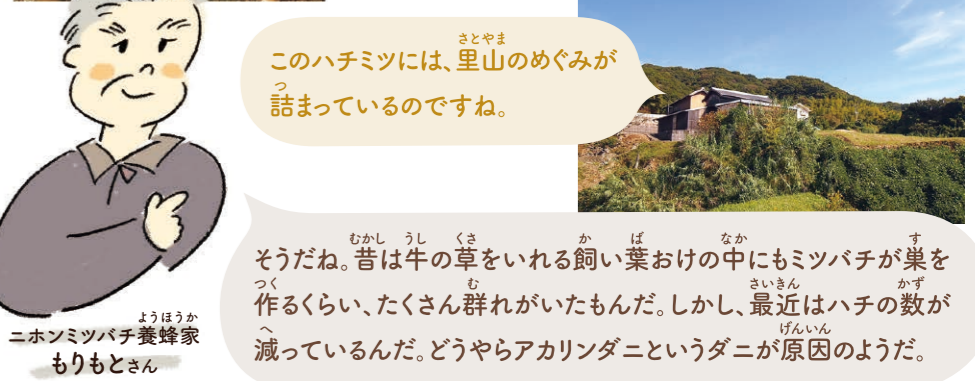 このハチミツには、里山のめぐみが
詰まっているのですね。
そうだね。昔は牛の草をいれる飼い葉おけの中にもミツバチが巣を
作るくらい、たくさん群れがいたもんだ。しかし、最近はハチの数が
減っているんだ。どうやらアカリンダニというダニが原因のようだ。
ニホンミツバチ養蜂家
もりもとさん